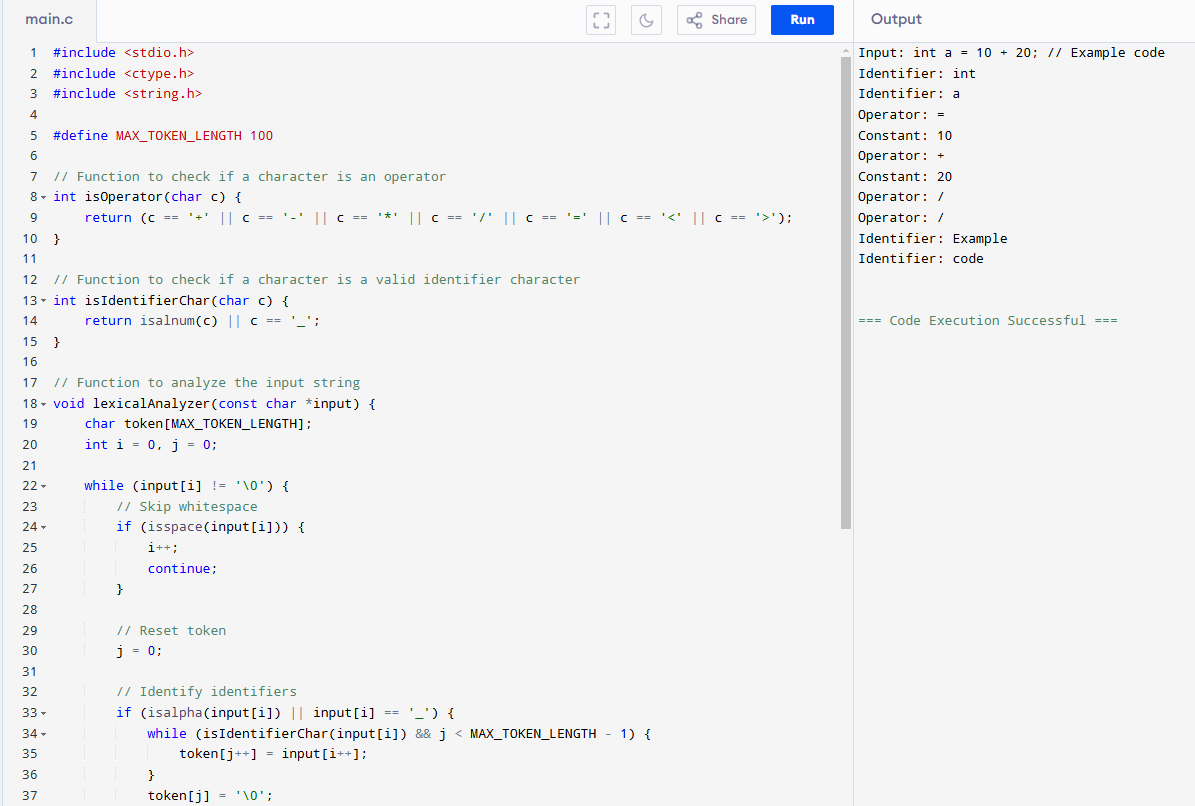 main.c
Share
Run
Output
1 #include <stdio.h>
2 #include <ctype.h>
3 #include <string.h>
4
5 #define MAX_TOKEN_LENGTH 100
6
7 // Function to check if a character is an operator
8 int isOperator(char c) {
9     return (c == '+' || c == '-' || c == '*' || c == '/' || c == '=' || c == '<' || c == '>');
10 }
11
12 // Function to check if a character is a valid identifier character
13 int isIdentifierChar(char c) {
14     return isalnum(c) || c == '_';
15 }
16
17 // Function to analyze the input string
18 void lexicalAnalyzer(const char *input) {
19     char token[MAX_TOKEN_LENGTH];
20     int i = 0, j = 0;
21
22     while (input[i] != '\0') {
23         // Skip whitespace
24         if (isspace(input[i])) {
25             i++;
26             continue;
27         }
28
29         // Reset token
30         j = 0;
31
32         // Identify identifiers
33         if (isalpha(input[i]) || input[i] == '_') {
34             while (isIdentifierChar(input[i]) && j < MAX_TOKEN_LENGTH - 1) {
35                 token[j++] = input[i++];
36             }
37             token[j] = '\0';
Input: int a = 10 + 20; // Example code
Identifier: int
Identifier: a
Operator: =
Constant: 10
Operator: +
Constant: 20
Operator: /
Operator: /
Identifier: Example
Identifier: code
=== Code Execution Successful ===